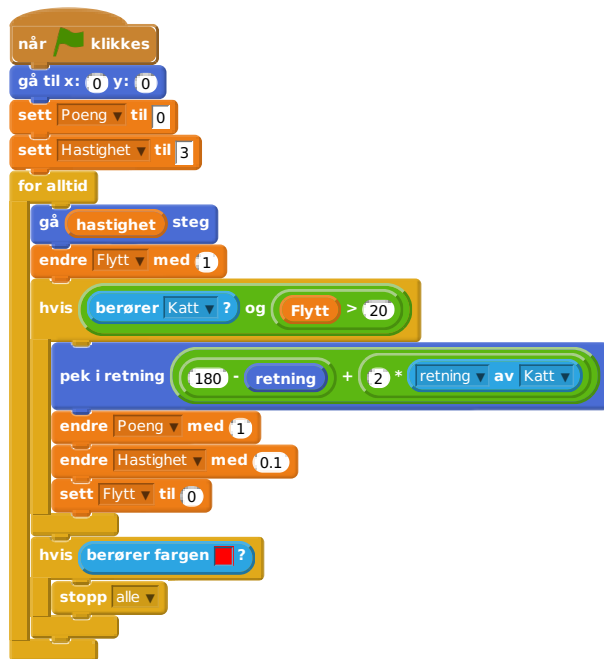 når klikkes
gå til x: 0 y: 0
sett Poeng til 0
sett Hastighet til 3
for alltid
gå hastighet steg
endre Flytt med 1
hvis berører Katt ? og Flytt > 20
pek i retning 180 - retning + 2 * retning av Katt
endre Poeng med 1
endre Hastighet med 0.1
sett Flytt til 0
hvis berører fargen ?
stopp alle